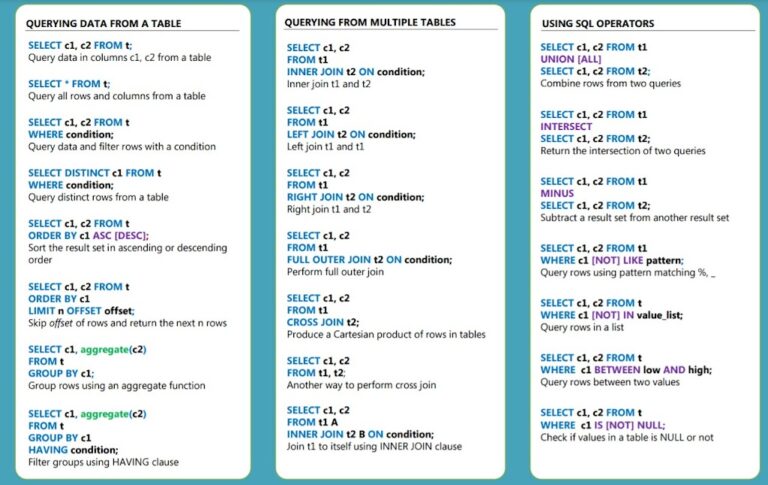 QUERYING DATA FROM A TABLE
SELECT c1, c2 FROM t;
Query data in columns c1, c2 from a table
SELECT * FROM t;
Query all rows and columns from a table
SELECT c1, c2 FROM t
WHERE condition;
Query data and filter rows with a condition
SELECT DISTINCT c1 FROM t
WHERE condition;
Query distinct rows from a table
SELECT c1, c2 FROM t
ORDER BY c1 ASC [DESC];
Sort the result set in ascending or descending
order
SELECT c1, c2 FROM t
ORDER BY c1
LIMIT n OFFSET offset;
Skip offset of rows and return the next n rows
SELECT c1, aggregate(c2)
FROM t
GROUP BY c1;
Group rows using an aggregate function
SELECT c1, aggregate(c2)
FROM t
GROUP BY c1
HAVING condition;
Filter groups using HAVING clause
QUERYING FROM MULTIPLE TABLES
SELECT c1, c2
FROM t1
INNER JOIN t2 ON condition;
Inner join t1 and t2
SELECT c1, c2
FROM t1
LEFT JOIN t2 ON condition;
Left join t1 and t1
SELECT c1, c2
FROM t1
RIGHT JOIN t2 ON condition;
Right join t1 and t2
SELECT c1, c2
FROM t1
FULL OUTER JOIN t2 ON condition;
Perform full outer join
SELECT c1, c2
FROM t1
CROSS JOIN t2;
Produce a Cartesian product of rows in tables
SELECT c1, c2
FROM t1, t2;
Another way to perform cross join
SELECT c1, c2
FROM t1 A
INNER JOIN t2 B ON condition;
Join t1 to itself using INNER JOIN clause
USING SQL OPERATORS
SELECT c1, c2 FROM t1
UNION [ALL]
SELECT c1, c2 FROM t2;
Combine rows from two queries
SELECT c1, c2 FROM t1
INTERSECT
SELECT c1, c2 FROM t2;
Return the intersection of two queries
SELECT c1, c2 FROM t1
MINUS
SELECT c1, c2 FROM t2;
Subtract a result set from another result set
SELECT c1, c2 FROM t1
WHERE c1 [NOT] LIKE pattern;
Query rows using pattern matching %, _
SELECT c1, c2 FROM t
WHERE c1 [NOT] IN value_list;
Query rows in a list
SELECT c1, c2 FROM t
WHERE c1 BETWEEN low AND high;
Query rows between two values
SELECT c1, c2 FROM t
WHERE c1 IS [NOT] NULL;
Check if values in a table is NULL or not